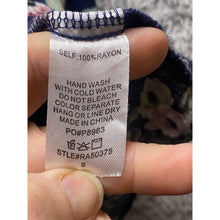 SELF:100%RAYON
HAND WASH
WITH COLD WATER
DO NOT BLEACH
COLOR SEPARATE
HANG OR LINE DRY
MADE IN CHINA
PO#P8963
STLE#RA50375
S